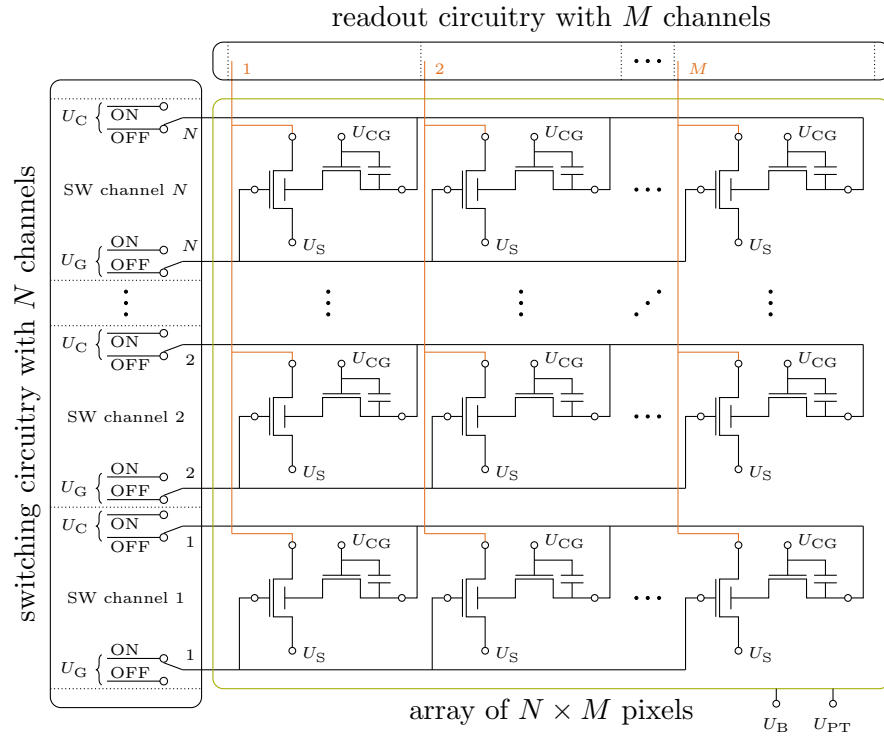 readout circuitry with M channels
1 2 ••• M
switching circuitry with N channels
U_C { ON
OFF
N
U_CG U_CG U_CG
SW channel N
•••
U_S U_S U_S
N
U_G { ON
OFF
U_C { ON
OFF
2
U_CG U_CG U_CG
SW channel 2
•••
U_S U_S U_S
2
U_G { ON
OFF
U_C { ON
OFF
1
U_CG U_CG U_CG
SW channel 1
•••
U_S U_S U_S
1
U_G { ON
OFF
array of N × M pixels
U_B U_PT